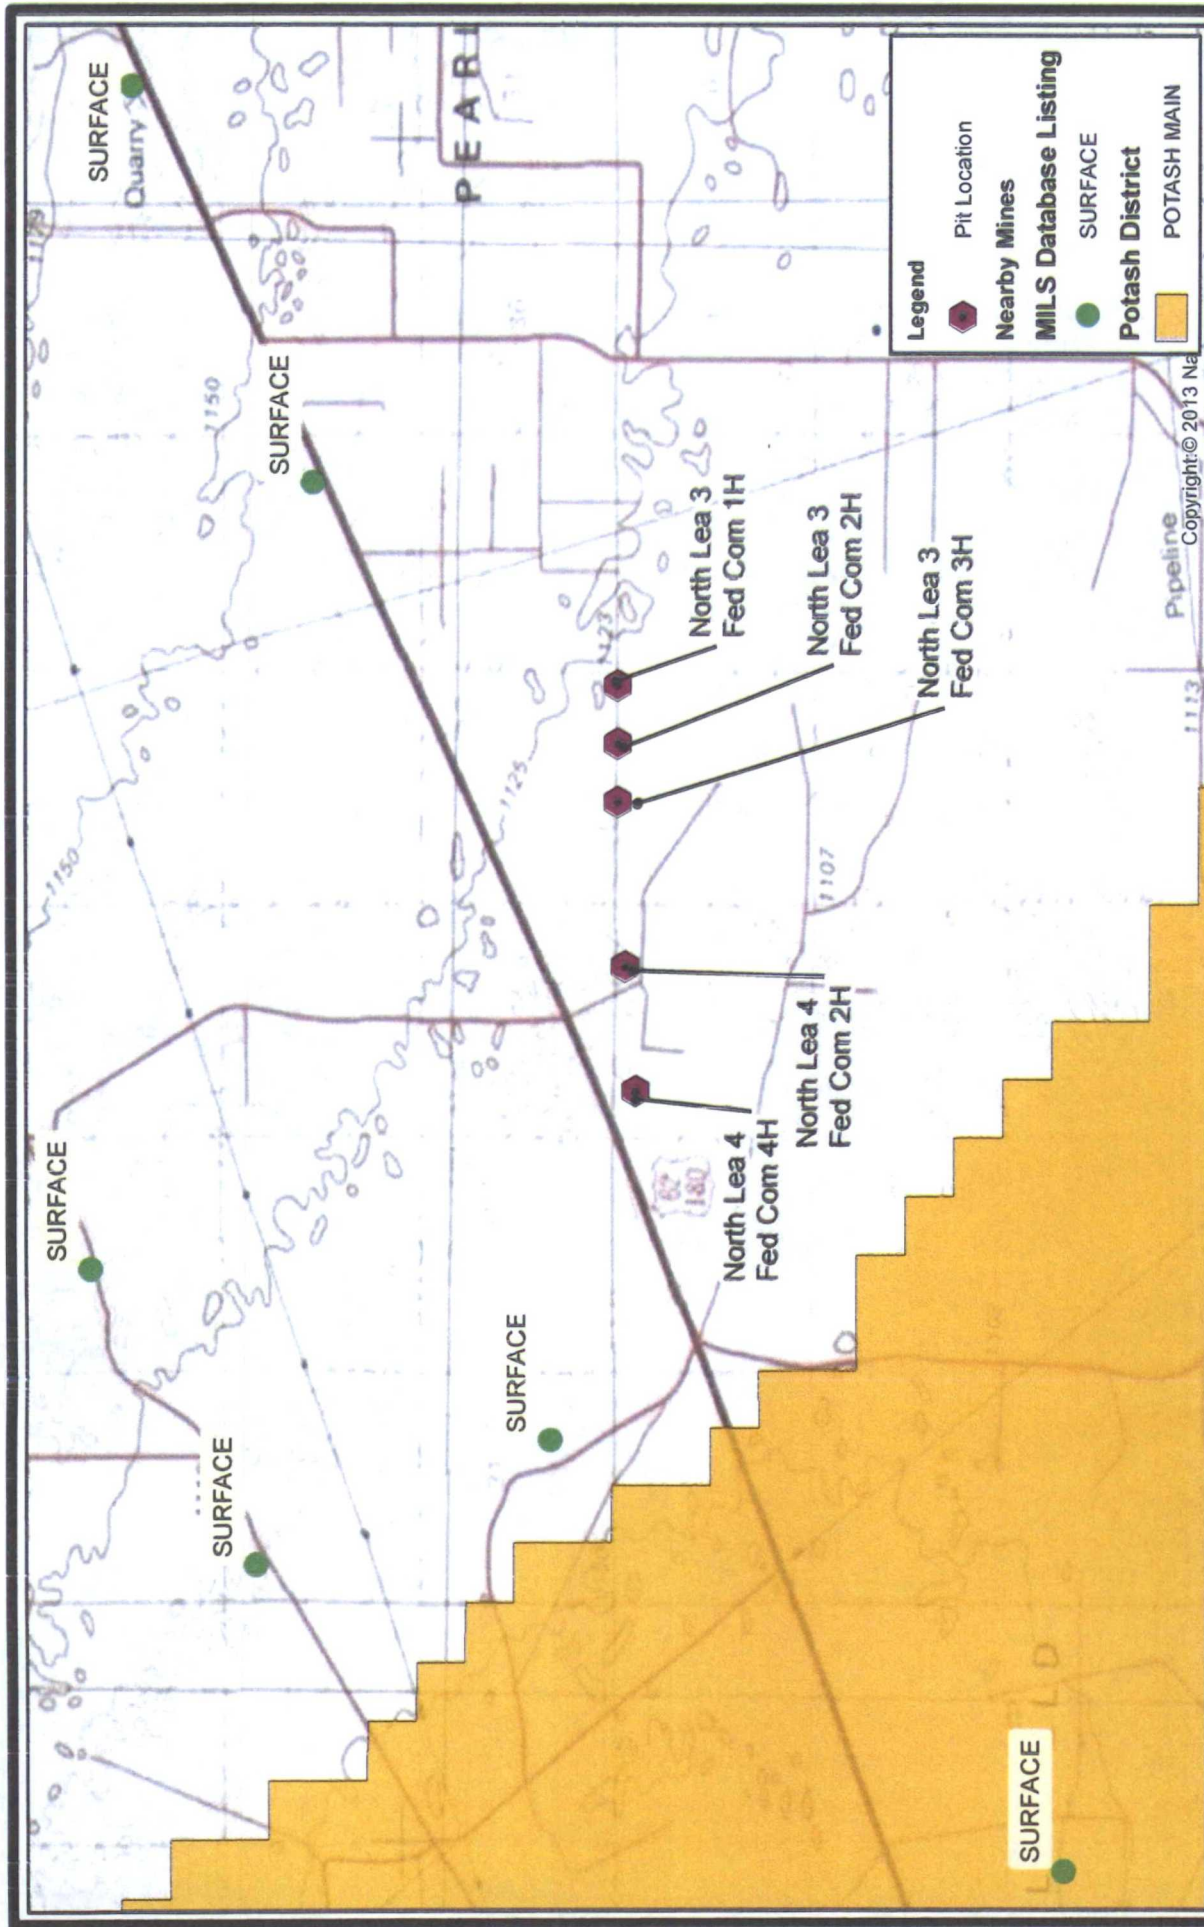 SURFACE
SURFACE
Quarry
1150
SURFACE
1150
SURFACE
P E A R
SURFACE
1125
1123
62
180
North Lea 3
Fed Com 1H
North Lea 4
Fed Com 4H
North Lea 4
Fed Com 2H
North Lea 3
Fed Com 2H
1107
North Lea 3
Fed Com 3H
SURFACE
L L D
1113
Pipeline
Legend
Pit Location
Nearby Mines
MILS Database Listing
SURFACE
Potash District
POTASH MAIN
Copyright:© 2013 Na